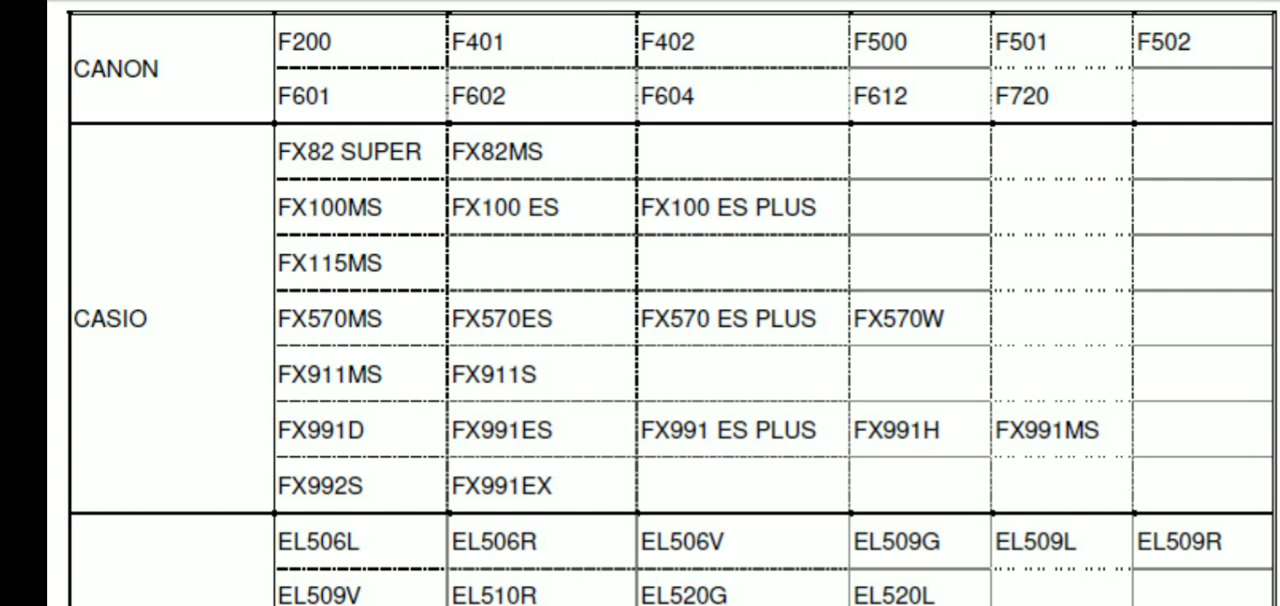 CANON
F200 F401 F402 F500 F501 F502
F601 F602 F604 F612 F720
CASIO
FX82 SUPER FX82MS
FX100MS FX100 ES FX100 ES PLUS
FX115MS
FX570MS FX570ES FX570 ES PLUS FX570W
FX911MS FX911S
FX991D FX991ES FX991 ES PLUS FX991H FX991MS
FX992S FX991EX
EL506L EL506R EL506V EL509G EL509L EL509R
EL509V EL510R EL520G EL520L